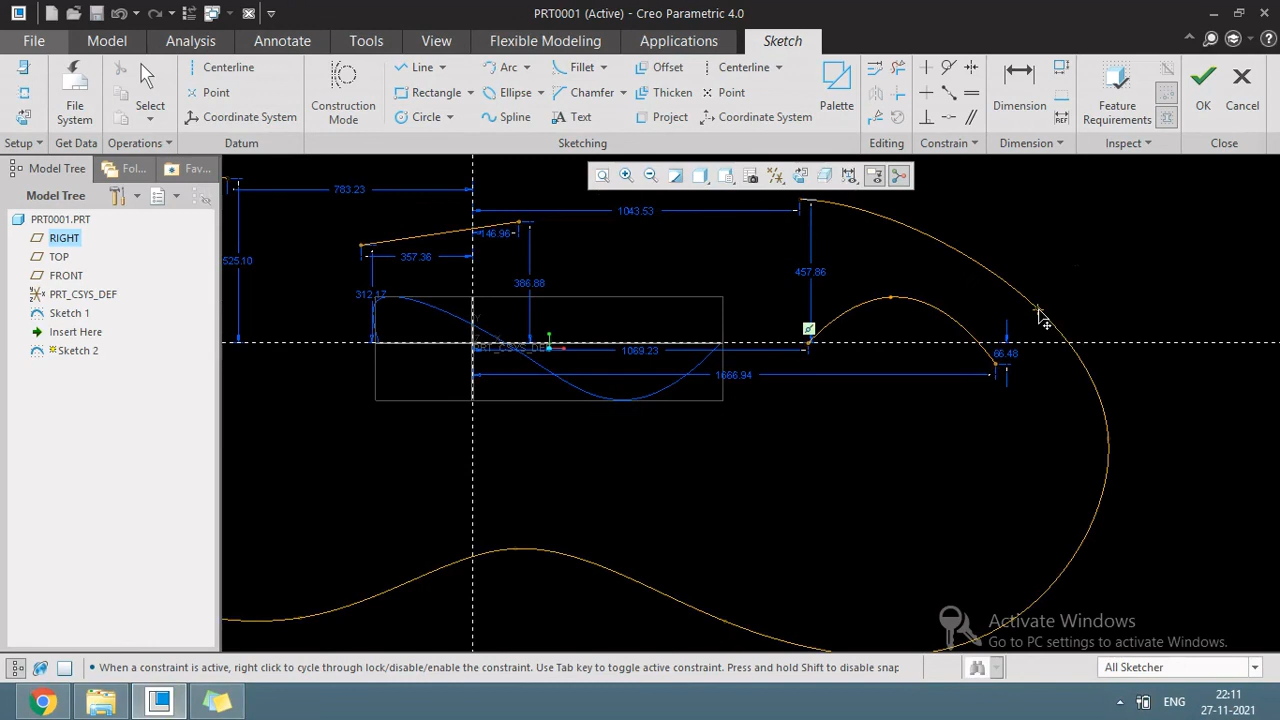 PRT0001 (Active) - Creo Parametric 4.0
File Model Analysis Annotate Tools View Flexible Modeling Applications Sketch
Centerline Line Arc Fillet Offset Centerline
File System Select Point Construction Mode Rectangle Ellipse Chamfer Thicken Point Palette Dimension Feature Requirements OK Cancel
Coordinate System Circle Spline Text Project Coordinate System REF
Setup Get Data Operations Datum Sketching Editing Constrain Dimension Inspect Close
Model Tree Fol... Fav...
Model Tree
PRT0001.PRT
RIGHT
TOP
FRONT
PRT_CSYS_DEF
Sketch 1
Insert Here
Sketch 2
783.23
1043.53
146.96
357.36
525.10
457.86
386.88
312.17
PRT_CSYS_DEF
1069.23
66.48
1666.94
Activate Windows
Go to PC settings to activate Windows.
When a constraint is active, right click to cycle through lock/disable/enable the constraint. Use Tab key to toggle active constraint. Press and hold Shift to disable snap
All Sketcher
ENG
22:11
27-11-2021